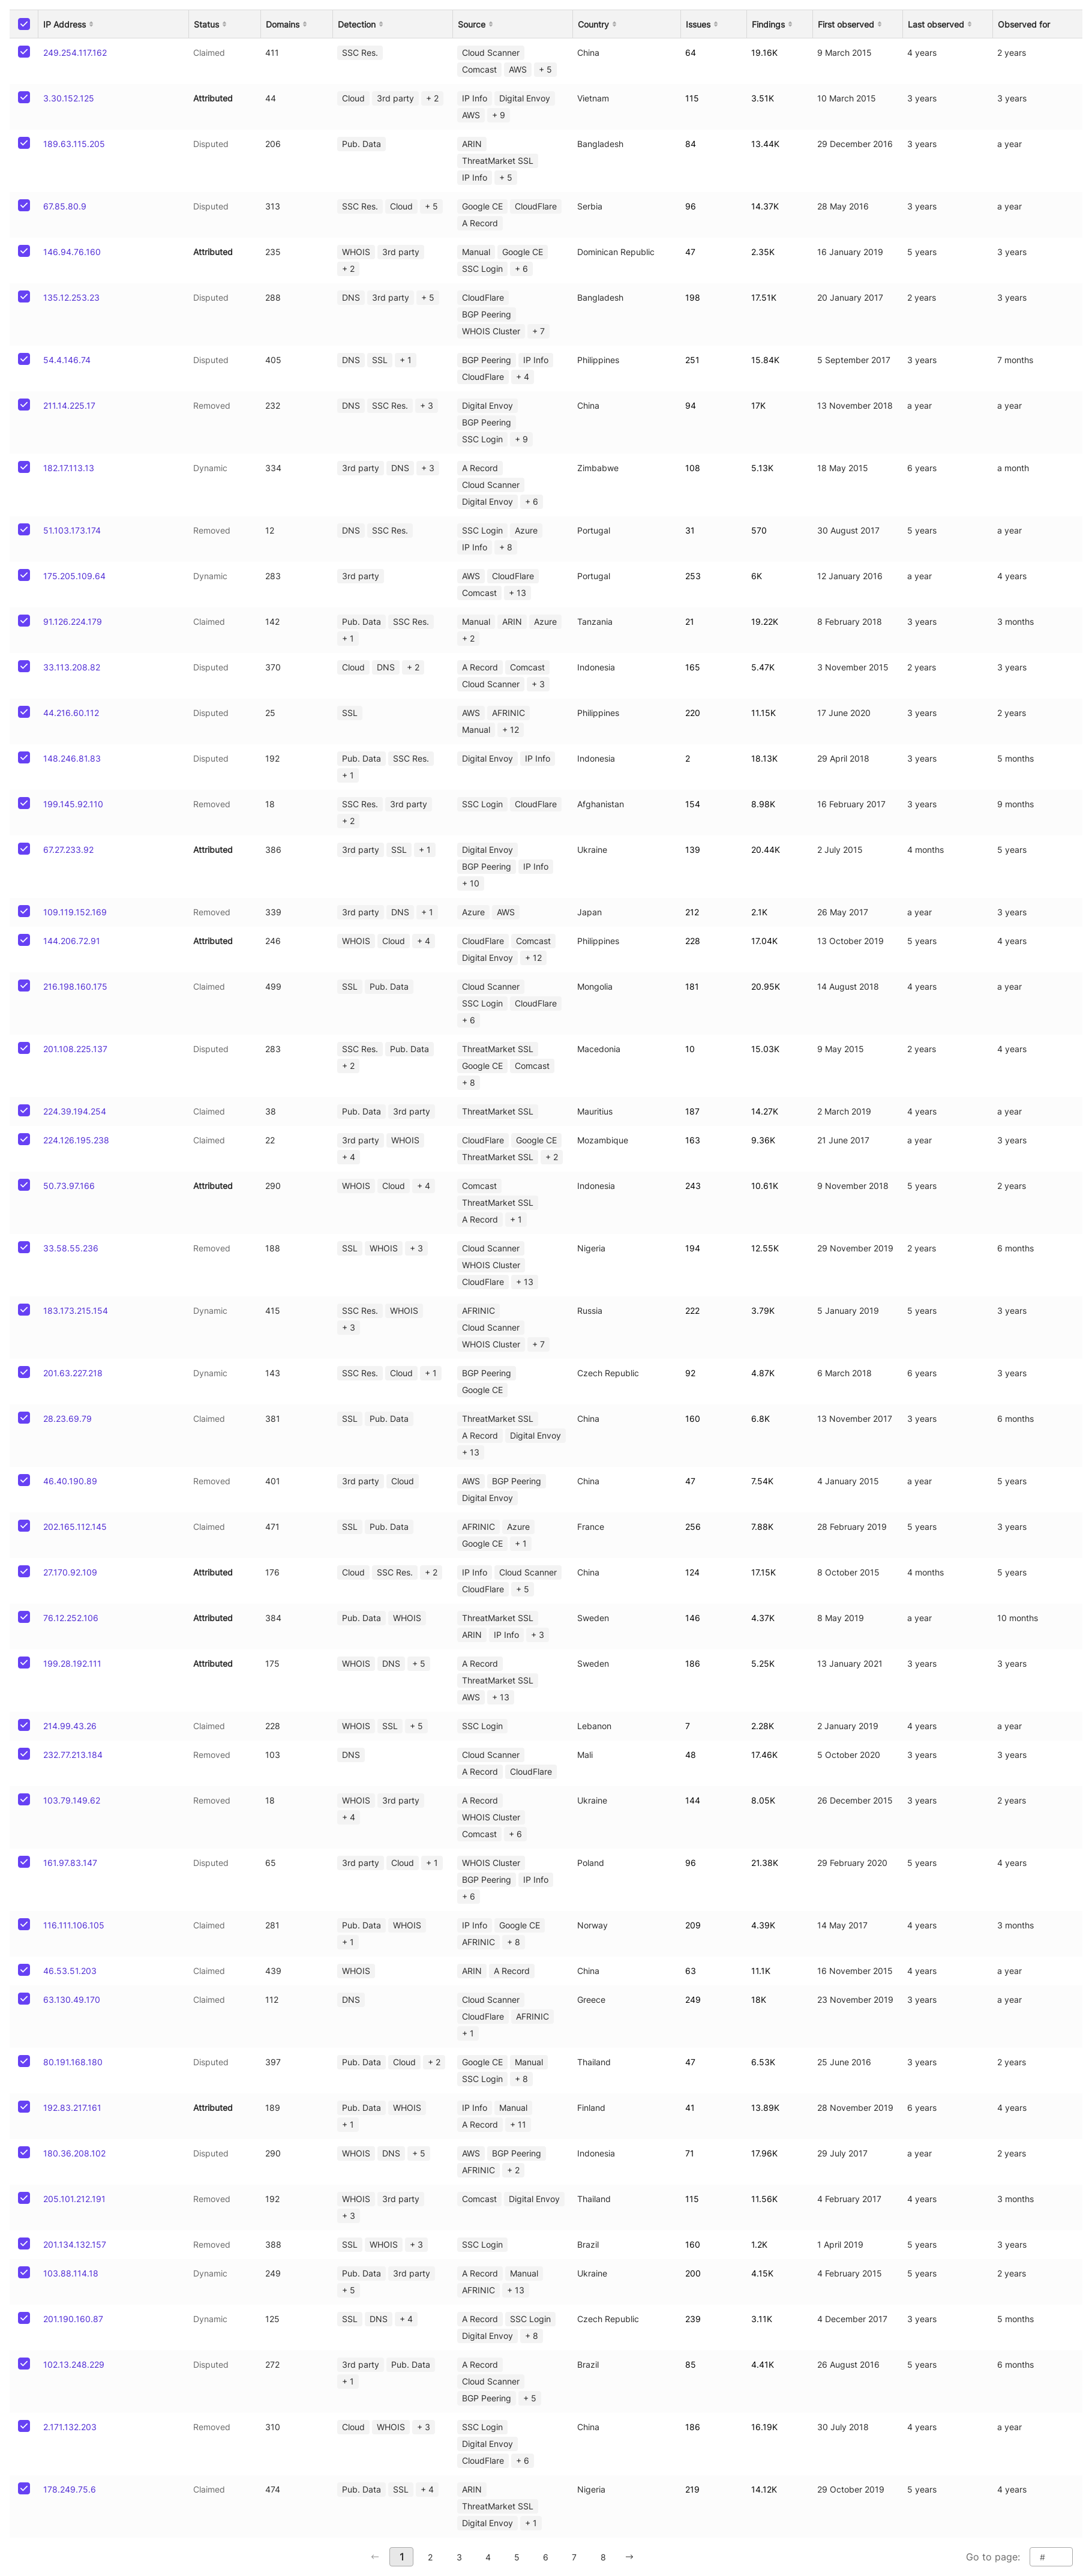 IP Address Status Domains Detection Source Country Issues Findings First observed Last observed Observed for
249.254.117.162 Claimed 411 SSC Res. Cloud Scanner China 64 19.16K 9 March 2015 4 years 2 years
Comcast AWS + 5
3.30.152.125 Attributed 44 Cloud 3rd party + 2 IP Info Digital Envoy Vietnam 115 3.51K 10 March 2015 3 years 3 years
AWS + 9
189.63.115.205 Disputed 206 Pub. Data ARIN Bangladesh 84 13.44K 29 December 2016 3 years a year
ThreatMarket SSL
IP Info + 5
67.85.80.9 Disputed 313 SSC Res. Cloud + 5 Google CE CloudFlare Serbia 96 14.37K 28 May 2016 3 years a year
A Record
146.94.76.160 Attributed 235 WHOIS 3rd party Manual Google CE Dominican Republic 47 2.35K 16 January 2019 5 years 3 years
+ 2 SSC Login + 6
135.12.253.23 Disputed 288 DNS 3rd party + 5 CloudFlare Bangladesh 198 17.51K 20 January 2017 2 years 3 years
BGP Peering
WHOIS Cluster + 7
54.4.146.74 Disputed 405 DNS SSL + 1 BGP Peering IP Info Philippines 251 15.84K 5 September 2017 3 years 7 months
CloudFlare + 4
211.14.225.17 Removed 232 DNS SSC Res. + 3 Digital Envoy China 94 17K 13 November 2018 a year a year
BGP Peering
SSC Login + 9
182.17.113.13 Dynamic 334 3rd party DNS + 3 A Record Zimbabwe 108 5.13K 18 May 2015 6 years a month
Cloud Scanner
Digital Envoy + 6
51.103.173.174 Removed 12 DNS SSC Res. SSC Login Azure Portugal 31 570 30 August 2017 5 years a year
IP Info + 8
175.205.109.64 Dynamic 283 3rd party AWS CloudFlare Portugal 253 6K 12 January 2016 a year 4 years
Comcast + 13
91.126.224.179 Claimed 142 Pub. Data SSC Res. Manual ARIN Azure Tanzania 21 19.22K 8 February 2018 3 years 3 months
+ 1 + 2
33.113.208.82 Disputed 370 Cloud DNS + 2 A Record Comcast Indonesia 165 5.47K 3 November 2015 2 years 3 years
Cloud Scanner + 3
44.216.60.112 Disputed 25 SSL AWS AFRINIC Philippines 220 11.15K 17 June 2020 3 years 2 years
Manual + 12
148.246.81.83 Disputed 192 Pub. Data SSC Res. Digital Envoy IP Info Indonesia 2 18.13K 29 April 2018 3 years 5 months
+ 1
199.145.92.110 Removed 18 SSC Res. 3rd party SSC Login CloudFlare Afghanistan 154 8.98K 16 February 2017 3 years 9 months
+ 2
67.27.233.92 Attributed 386 3rd party SSL + 1 Digital Envoy Ukraine 139 20.44K 2 July 2015 4 months 5 years
BGP Peering IP Info
+ 10
109.119.152.169 Removed 339 3rd party DNS + 1 Azure AWS Japan 212 2.1K 26 May 2017 a year 3 years
144.206.72.91 Attributed 246 WHOIS Cloud + 4 CloudFlare Comcast Philippines 228 17.04K 13 October 2019 5 years 4 years
Digital Envoy + 12
216.198.160.175 Claimed 499 SSL Pub. Data Cloud Scanner Mongolia 181 20.95K 14 August 2018 4 years a year
SSC Login CloudFlare
+ 6
201.108.225.137 Disputed 283 SSC Res. Pub. Data ThreatMarket SSL Macedonia 10 15.03K 9 May 2015 2 years 4 years
+ 2 Google CE Comcast
+ 8
224.39.194.254 Claimed 38 Pub. Data 3rd party ThreatMarket SSL Mauritius 187 14.27K 2 March 2019 4 years a year
224.126.195.238 Claimed 22 3rd party WHOIS CloudFlare Google CE Mozambique 163 9.36K 21 June 2017 a year 3 years
+ 4 ThreatMarket SSL + 2
50.73.97.166 Attributed 290 WHOIS Cloud + 4 Comcast Indonesia 243 10.61K 9 November 2018 5 years 2 years
ThreatMarket SSL
A Record + 1
33.58.55.236 Removed 188 SSL WHOIS + 3 Cloud Scanner Nigeria 194 12.55K 29 November 2019 2 years 6 months
WHOIS Cluster
CloudFlare + 13
183.173.215.154 Dynamic 415 SSC Res. WHOIS AFRINIC Russia 222 3.79K 5 January 2019 5 years 3 years
+ 3 Cloud Scanner
WHOIS Cluster + 7
201.63.227.218 Dynamic 143 SSC Res. Cloud + 1 BGP Peering Czech Republic 92 4.87K 6 March 2018 6 years 3 years
Google CE
28.23.69.79 Claimed 381 SSL Pub. Data ThreatMarket SSL China 160 6.8K 13 November 2017 3 years 6 months
A Record Digital Envoy
+ 13
46.40.190.89 Removed 401 3rd party Cloud AWS BGP Peering China 47 7.54K 4 January 2015 a year 5 years
Digital Envoy
202.165.112.145 Claimed 471 SSL Pub. Data AFRINIC Azure France 256 7.88K 28 February 2019 5 years 3 years
Google CE + 1
27.170.92.109 Attributed 176 Cloud SSC Res. + 2 IP Info Cloud Scanner China 124 17.15K 8 October 2015 4 months 5 years
CloudFlare + 5
76.12.252.106 Attributed 384 Pub. Data WHOIS ThreatMarket SSL Sweden 146 4.37K 8 May 2019 a year 10 months
ARIN IP Info + 3
199.28.192.111 Attributed 175 WHOIS DNS + 5 A Record Sweden 186 5.25K 13 January 2021 3 years 3 years
ThreatMarket SSL
AWS + 13
214.99.43.26 Claimed 228 WHOIS SSL + 5 SSC Login Lebanon 7 2.28K 2 January 2019 4 years a year
232.77.213.184 Removed 103 DNS Cloud Scanner Mali 48 17.46K 5 October 2020 3 years 3 years
A Record CloudFlare
103.79.149.62 Removed 18 WHOIS 3rd party A Record Ukraine 144 8.05K 26 December 2015 3 years 2 years
+ 4 WHOIS Cluster
Comcast + 6
161.97.83.147 Disputed 65 3rd party Cloud + 1 WHOIS Cluster Poland 96 21.38K 29 February 2020 5 years 4 years
BGP Peering IP Info
+ 6
116.111.106.105 Claimed 281 Pub. Data WHOIS IP Info Google CE Norway 209 4.39K 14 May 2017 4 years 3 months
+ 1 AFRINIC + 8
46.53.51.203 Claimed 439 WHOIS ARIN A Record China 63 11.1K 16 November 2015 4 years a year
63.130.49.170 Claimed 112 DNS Cloud Scanner Greece 249 18K 23 November 2019 3 years a year
CloudFlare AFRINIC
+ 1
80.191.168.180 Disputed 397 Pub. Data Cloud + 2 Google CE Manual Thailand 47 6.53K 25 June 2016 3 years 2 years
SSC Login + 8
192.83.217.161 Attributed 189 Pub. Data WHOIS IP Info Manual Finland 41 13.89K 28 November 2019 6 years 4 years
+ 1 A Record + 11
180.36.208.102 Disputed 290 WHOIS DNS + 5 AWS BGP Peering Indonesia 71 17.96K 29 July 2017 a year 2 years
AFRINIC + 2
205.101.212.191 Removed 192 WHOIS 3rd party Comcast Digital Envoy Thailand 115 11.56K 4 February 2017 4 years 3 months
+ 3
201.134.132.157 Removed 388 SSL WHOIS + 3 SSC Login Brazil 160 1.2K 1 April 2019 5 years 3 years
103.88.114.18 Dynamic 249 Pub. Data 3rd party A Record Manual Ukraine 200 4.15K 4 February 2015 5 years 2 years
+ 5 AFRINIC + 13
201.190.160.87 Dynamic 125 SSL DNS + 4 A Record SSC Login Czech Republic 239 3.11K 4 December 2017 3 years 5 months
Digital Envoy + 8
102.13.248.229 Disputed 272 3rd party Pub. Data A Record Brazil 85 4.41K 26 August 2016 5 years 6 months
+ 1 Cloud Scanner
BGP Peering + 5
2.171.132.203 Removed 310 Cloud WHOIS + 3 SSC Login China 186 16.19K 30 July 2018 4 years a year
Digital Envoy
CloudFlare + 6
178.249.75.6 Claimed 474 Pub. Data SSL + 4 ARIN Nigeria 219 14.12K 29 October 2019 5 years 4 years
ThreatMarket SSL
Digital Envoy + 1
← 1 2 3 4 5 6 7 8 → Go to page: #